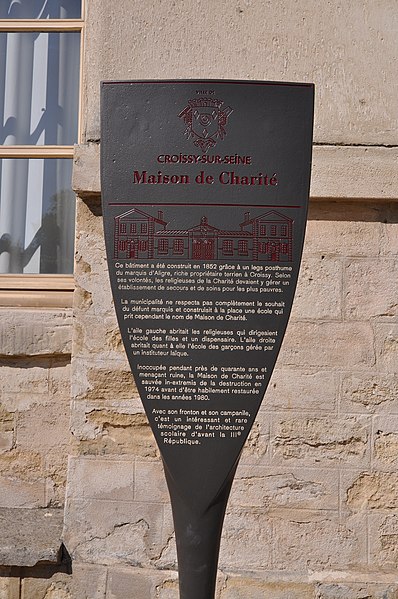 VILLE DE
CROISSY-SUR-SEINE
Maison de Charité
Ce bâtiment a été construit en 1852 grâce à un legs posthume
du marquis d'Aligre, riche propriétaire terrien à Croissy. Selon
ses volontés, les religieuses de la Charité devaient y gérer un
établissement de secours et de soins pour les plus pauvres.
La municipalité ne respecta pas complètement le souhait
du défunt marquis et construisit à la place une école qui
prit cependant le nom de Maison de Charité.
L'aile gauche abritait les religieuses qui dirigeaient
l'école des filles et un dispensaire. L'aile droite
abritait quant à elle l'école des garçons gérée par
un instituteur laïque.
Inoccupée pendant près de quarante ans et
menaçant ruine, la Maison de Charité est
sauvée in-extremis de la destruction en
1974 avant d'être habilement restaurée
dans les années 1980.
Avec son fronton et son campanile,
c'est un intéressant et rare
témoignage de l'architecture
scolaire d'avant la IIIe
République.